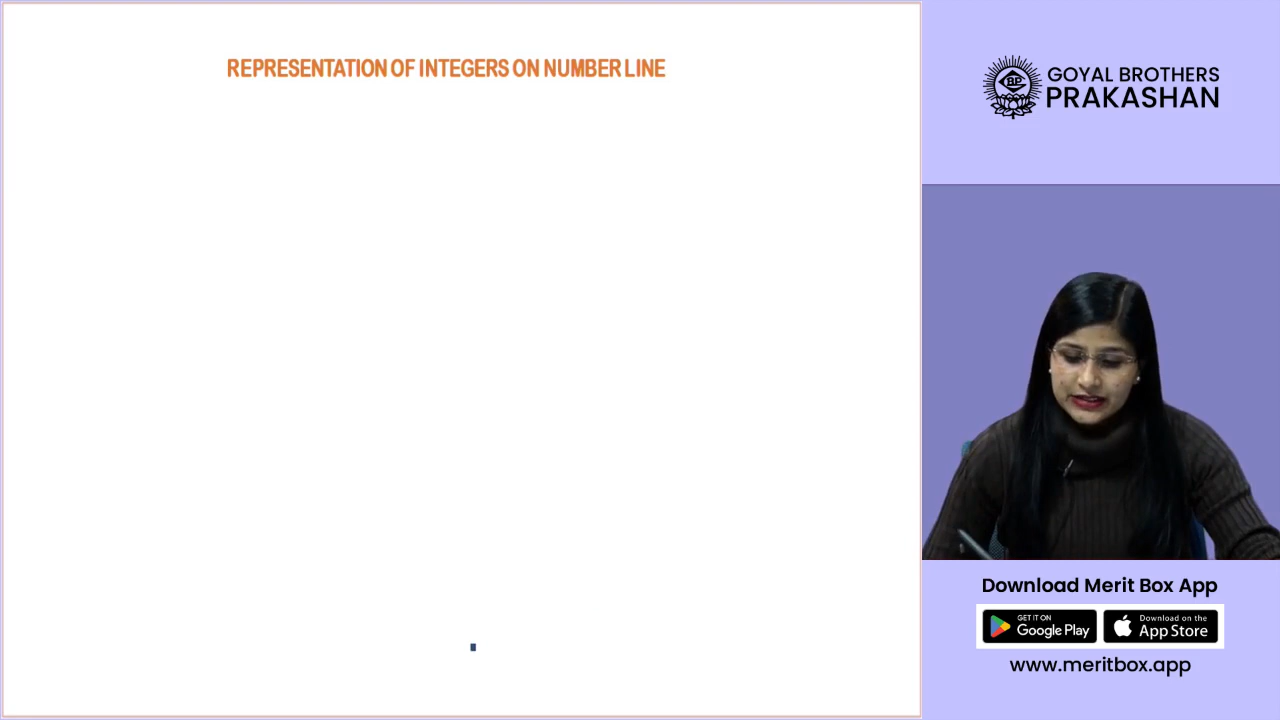 REPRESENTATION OF INTEGERS ON NUMBER LINE
BP
GOYAL BROTHERS
PRAKASHAN
Download Merit Box App
GET IT ON
Google Play
Download on the
App Store
www.meritbox.app